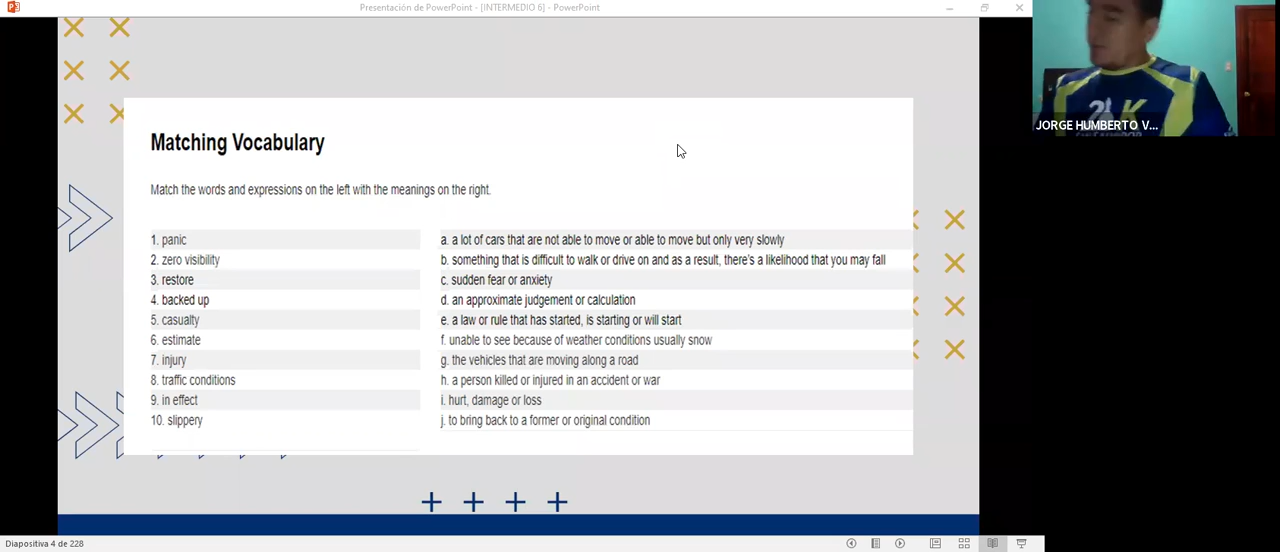 Presentación de PowerPoint - [INTERMEDIO 6] - PowerPoint
JORGE HUMBERTO V...
Matching Vocabulary
Match the words and expressions on the left with the meanings on the right.
1. panic
2. zero visibility
3. restore
4. backed up
5. casualty
6. estimate
7. injury
8. traffic conditions
9. in effect
10. slippery
a. a lot of cars that are not able to move or able to move but only very slowly
b. something that is difficult to walk or drive on and as a result, there's a likelihood that you may fall
c. sudden fear or anxiety
d. an approximate judgement or calculation
e. a law or rule that has started, is starting or will start
f. unable to see because of weather conditions usually snow
g. the vehicles that are moving along a road
h. a person killed or injured in an accident or war
i. hurt, damage or loss
j. to bring back to a former or original condition
Diapositiva 4 de 228